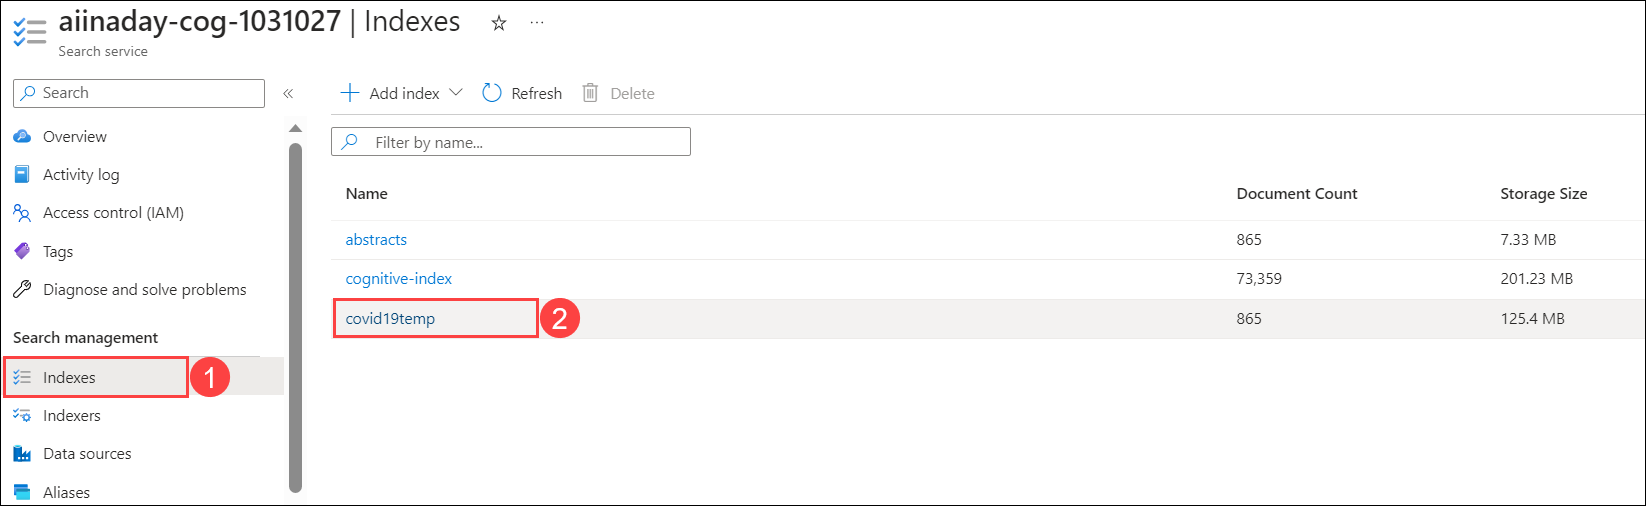 aiinaday-cog-1031027 | Indexes
Search service
Search
Overview
Activity log
Access control (IAM)
Tags
Diagnose and solve problems
Search management
Indexes 1
Indexers
Data sources
Aliases
Add index Refresh Delete
Filter by name...
Name Document Count Storage Size
abstracts 865 7.33 MB
cognitive-index 73,359 201.23 MB
covid19temp 2 865 125.4 MB